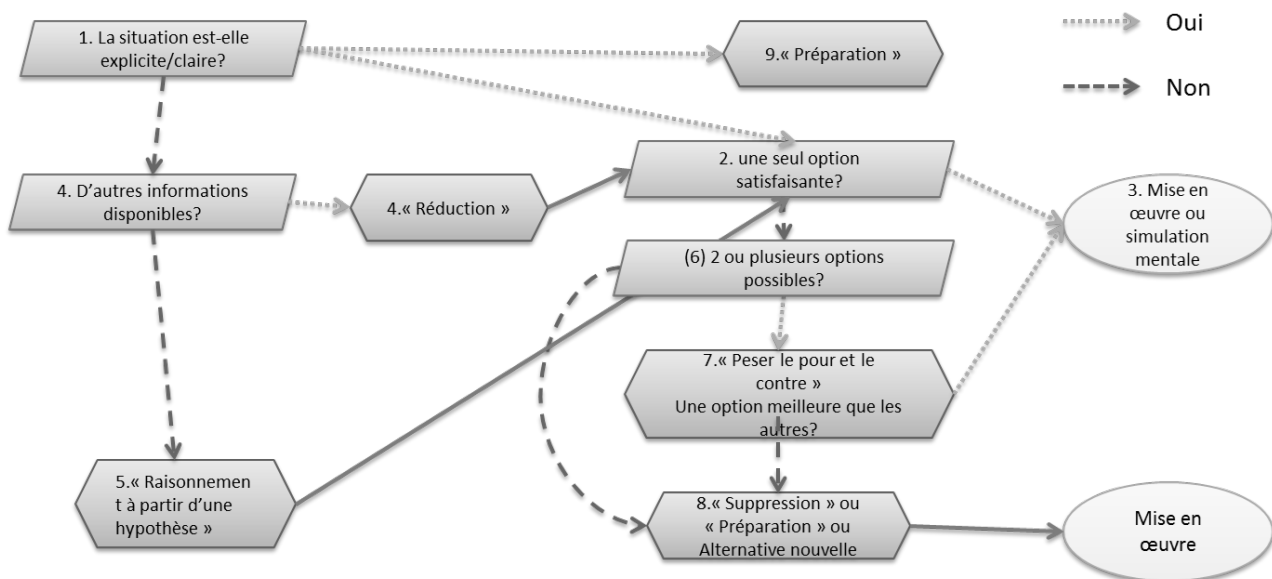 1. La situation est-elle
explicite/claire?
9.« Préparation »
Oui
Non
2. une seul option
satisfaisante?
4. D’autres informations
disponibles?
4.« Réduction »
3. Mise en
œuvre ou
simulation
mentale
(6) 2 ou plusieurs options
possibles?
7.« Peser le pour et le
contre »
Une option meilleure que les
autres?
5.« Raisonnemen
t à partir d’une
hypothèse »
8.« Suppression » ou
« Préparation » ou
Alternative nouvelle
Mise en
œuvre